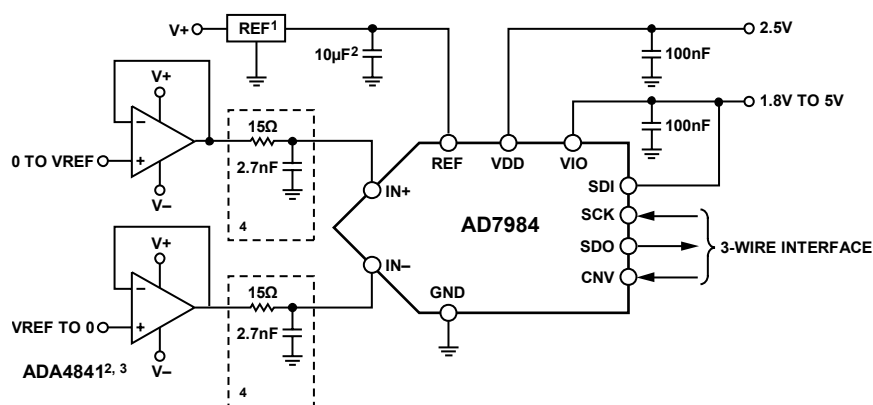 V+
REF1
10µF2
2.5V
100nF
1.8V TO 5V
100nF
V+
−
+
0 TO VREF
V−
15Ω
2.7nF
4
REF
VDD
VIO
IN+
SDI
AD7984
SCK
SDO
3-WIRE INTERFACE
CNV
IN−
GND
V+
−
+
VREF TO 0
V−
ADA48412, 3
15Ω
2.7nF
4